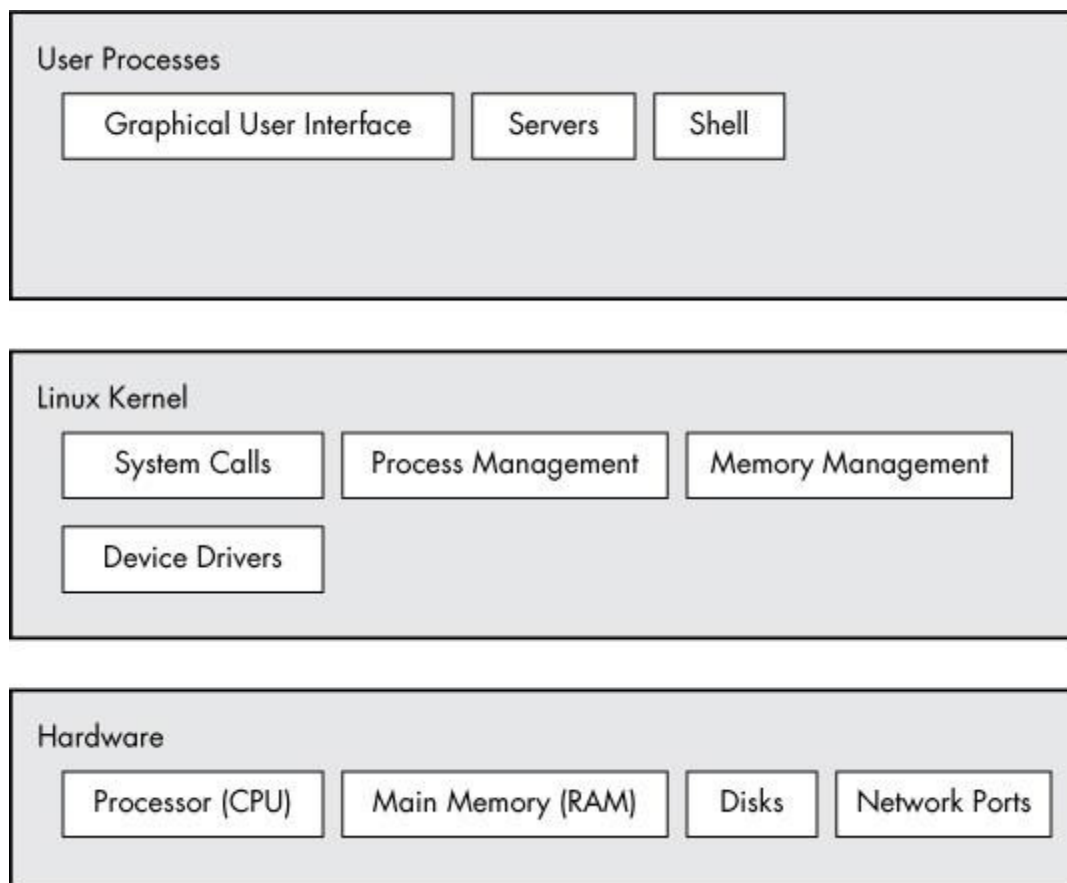 User Processes
Graphical User Interface
Servers
Shell
Linux Kernel
System Calls
Process Management
Memory Management
Device Drivers
Hardware
Processor (CPU)
Main Memory (RAM)
Disks
Network Ports